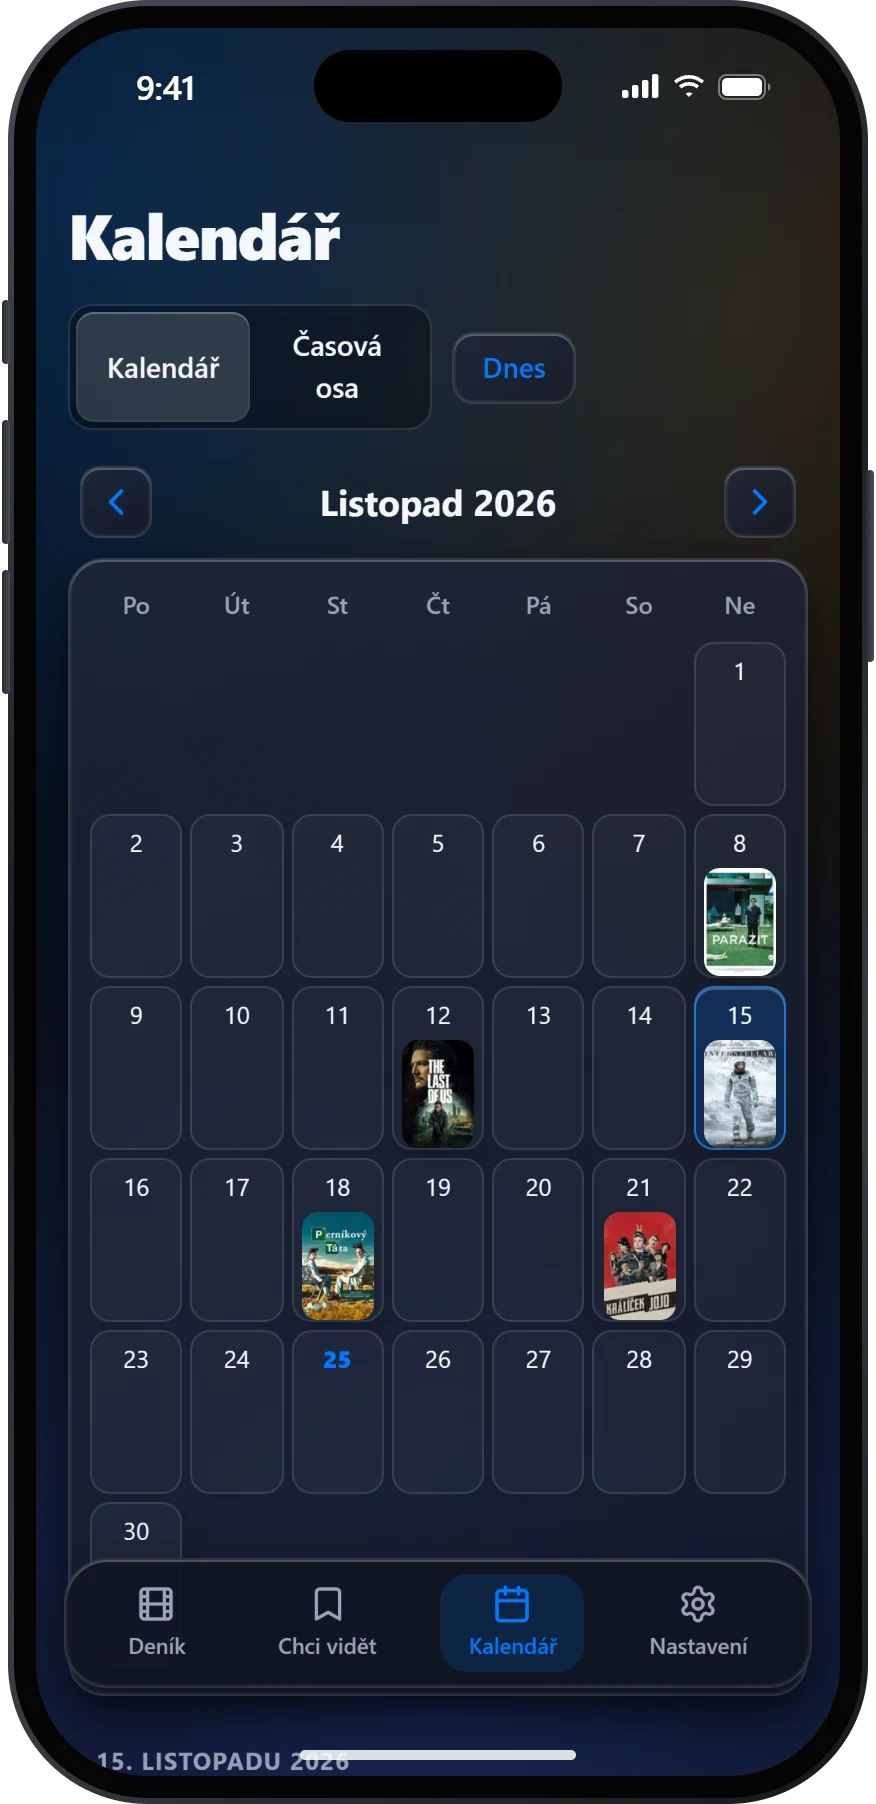 9:41
Kalendář
Kalendář
Časová
osa
Dnes
Listopad 2026
Po Út St Čt Pá So Ne
1
2 3 4 5 6 7 8
PARAZIT
9 10 11 12 13 14 15
THE
LAST
OF US
INTERSTELLAR
16 17 18 19 20 21 22
Perníkový
Táta
KRÁLÍČEK JOJO
23 24 25 26 27 28 29
30
Deník Chci vidět Kalendář Nastavení
15. LISTOPADU 2026